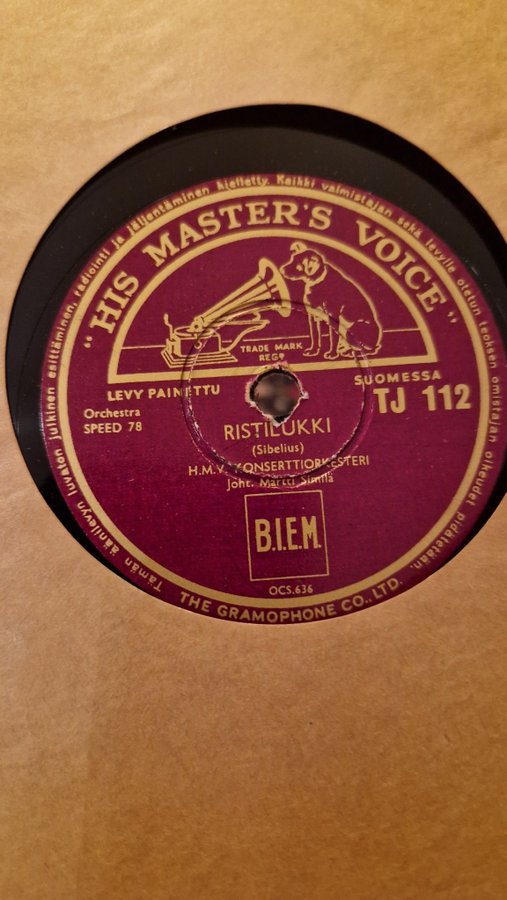 Tämän äänilevyn luvaton julkinen esittäminen, radiointi ja jäljentäminen kielletty. Kaikki valmistajan sekä levylle otetun teoksen omistajan oikeudet pidätetään.
"HIS MASTER'S VOICE"
TRADE MARK
REGD
LEVY PAINETTU SUOMESSA
Orchestra
SPEED 78
TJ 112
RISTILUKKI
(Sibelius)
H.M.V. KONSERTTIORKESTERI
Joht. Martti Similä
B.I.E.M.
OCS.636
THE GRAMOPHONE CO., LTD.